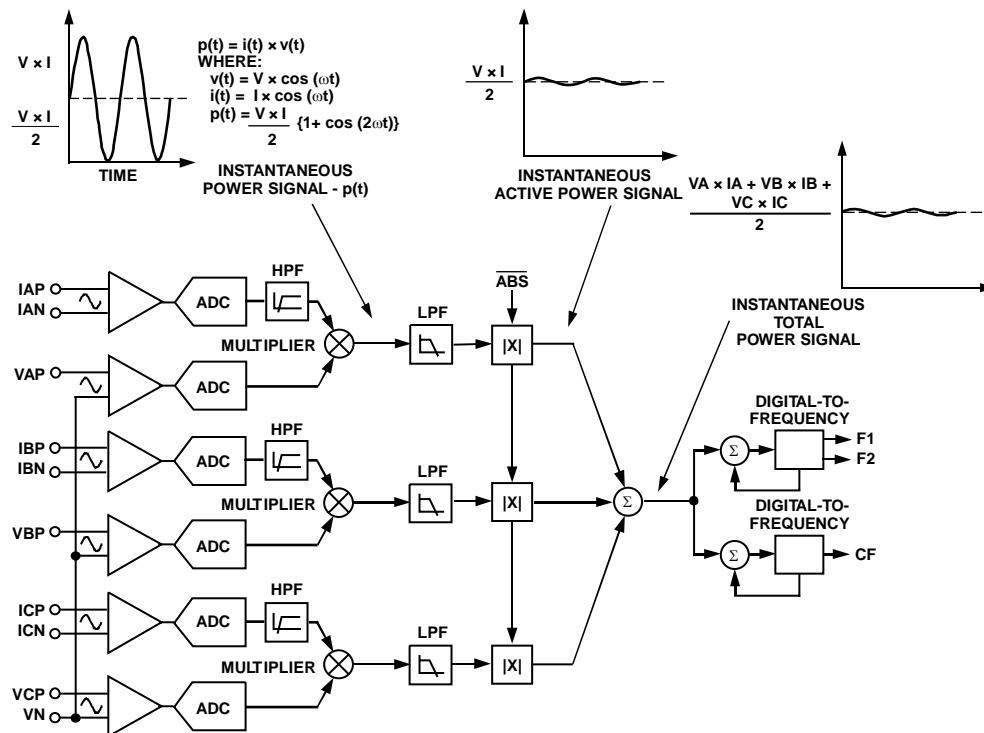 V × I
V × I
2
TIME
p(t) = i(t) × v(t)
WHERE:
v(t) = V × cos (ωt)
i(t) = I × cos (ωt)
p(t) = V × I
2
{1+ cos (2ωt)}
INSTANTANEOUS
POWER SIGNAL - p(t)
V × I
2
INSTANTANEOUS
ACTIVE POWER SIGNAL
VA × IA + VB × IB +
VC × IC
2
INSTANTANEOUS
TOTAL
POWER SIGNAL
IAP
IAN
ADC
HPF
MULTIPLIER
LPF
ABS
|X|
VAP
ADC
IBP
IBN
ADC
HPF
MULTIPLIER
LPF
|X|
Σ
VBP
ADC
ICP
ICN
ADC
HPF
MULTIPLIER
LPF
|X|
VCP
VN
ADC
DIGITAL-TO-
FREQUENCY
Σ
F1
F2
DIGITAL-TO-
FREQUENCY
Σ
CF